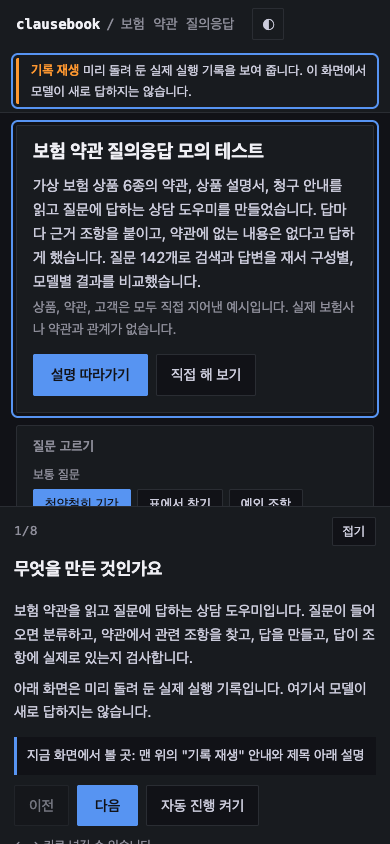 clausebook / 보험 약관 질의응답
기록 재생 미리 돌려 둔 실제 실행 기록을 보여 줍니다. 이 화면에서
모델이 새로 답하지는 않습니다.
보험 약관 질의응답 모의 테스트
가상 보험 상품 6종의 약관, 상품 설명서, 청구 안내를
읽고 질문에 답하는 상담 도우미를 만들었습니다. 답마
다 근거 조항을 붙이고, 약관에 없는 내용은 없다고 답하
게 했습니다. 질문 142개로 검색과 답변을 재서 구성별,
모델별 결과를 비교했습니다.
상품, 약관, 고객은 모두 직접 지어낸 예시입니다. 실제 보험사
나 약관과 관계가 없습니다.
설명 따라가기
직접 해 보기
질문 고르기
보통 질문
청약철회 기간
표에서 찾기
예외 조항
1/8
접기
무엇을 만든 것인가요
보험 약관을 읽고 질문에 답하는 상담 도우미입니다. 질문이 들어
오면 분류하고, 약관에서 관련 조항을 찾고, 답을 만들고, 답이 조
항에 실제로 있는지 검사합니다.
아래 화면은 미리 돌려 둔 실제 실행 기록입니다. 여기서 모델이
새로 답하지는 않습니다.
지금 화면에서 볼 곳: 맨 위의 "기록 재생" 안내와 제목 아래 설명
이전
다음
자동 진행 켜기